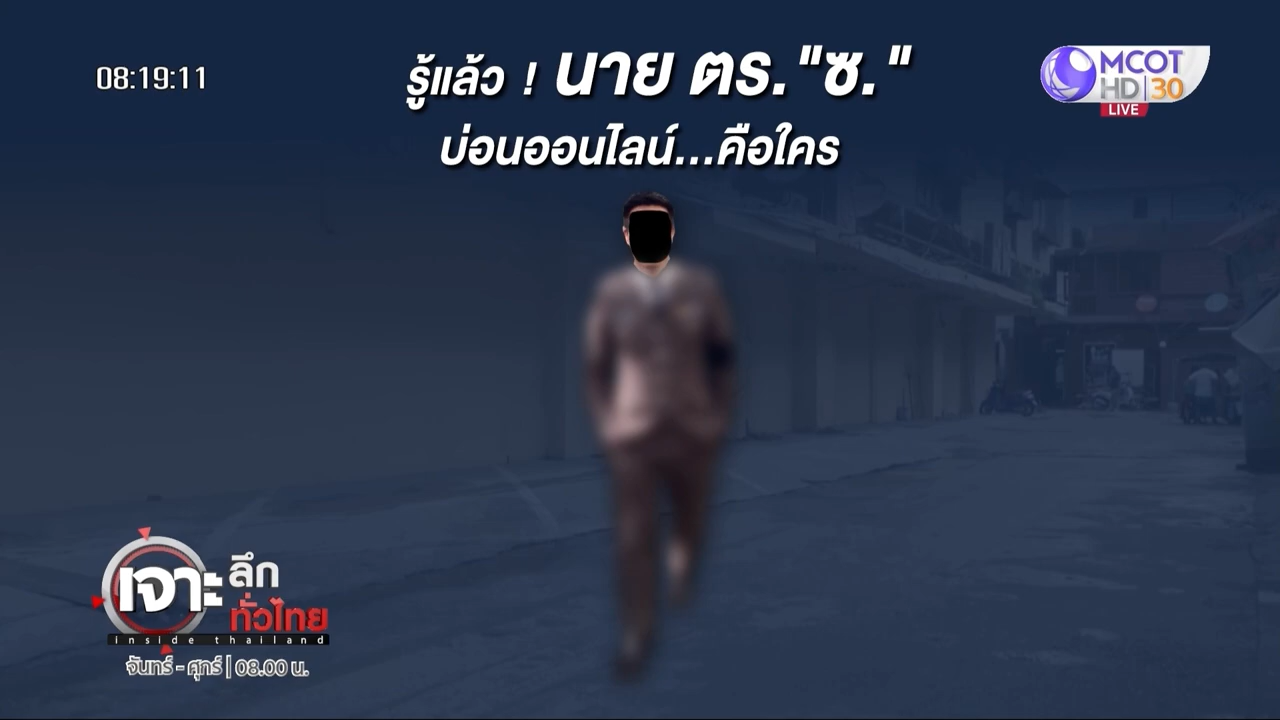 08:19:11
รู้แล้ว ! นาย ตร."ซ."
บ่อนออนไลน์...คือใคร
MCOT
HD 30
LIVE
เจาะลึก
ทั่วไทย
inside thailand
จันทร์ - ศุกร์ | 08.00 น.